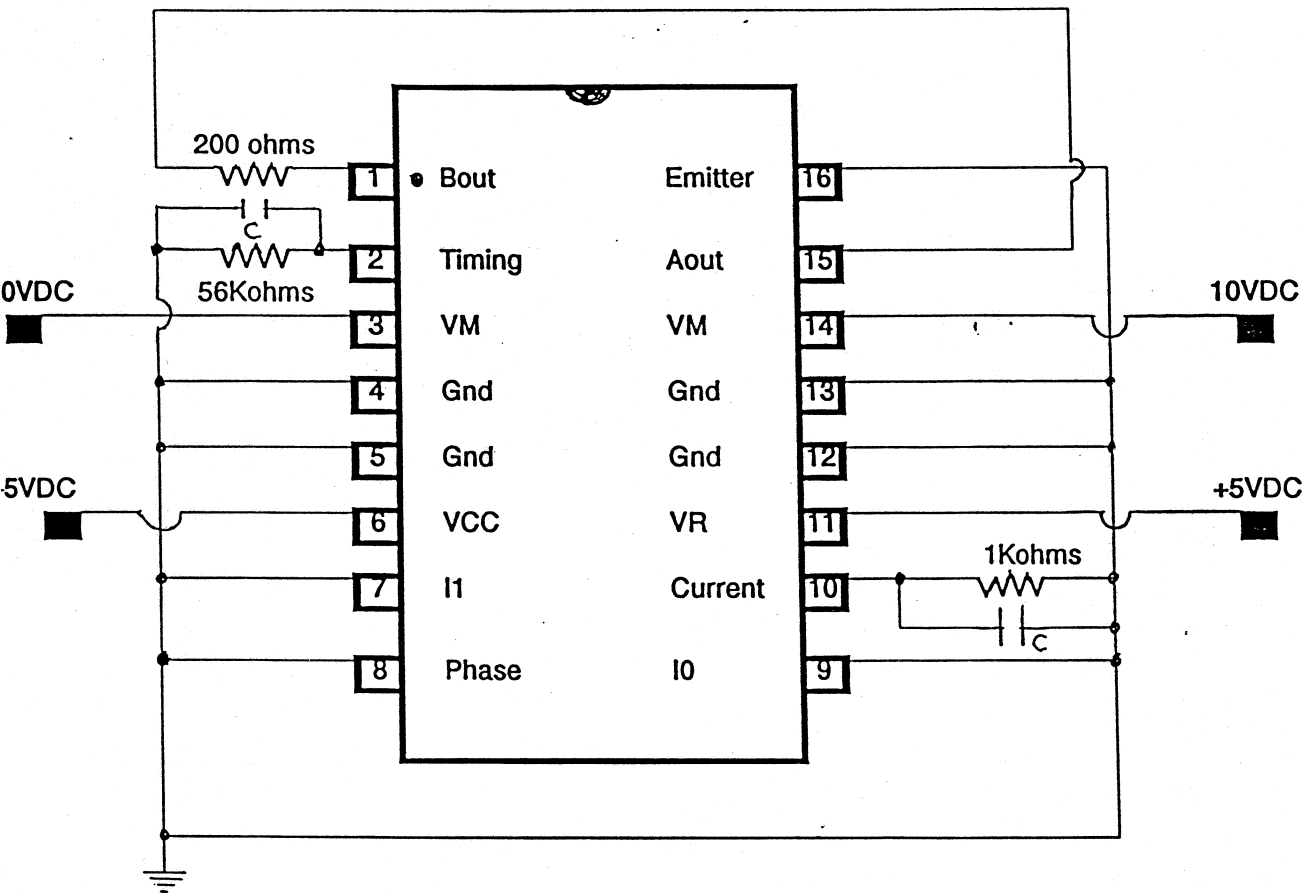 200 ohms
1 Bout Emitter 16
C
2 Timing Aout 15
56Kohms
0VDC 10VDC
3 VM VM 14
4 Gnd Gnd 13
5 Gnd Gnd 12
5VDC +5VDC
6 VCC VR 11
1Kohms
7 I1 Current 10
C
8 Phase I0 9